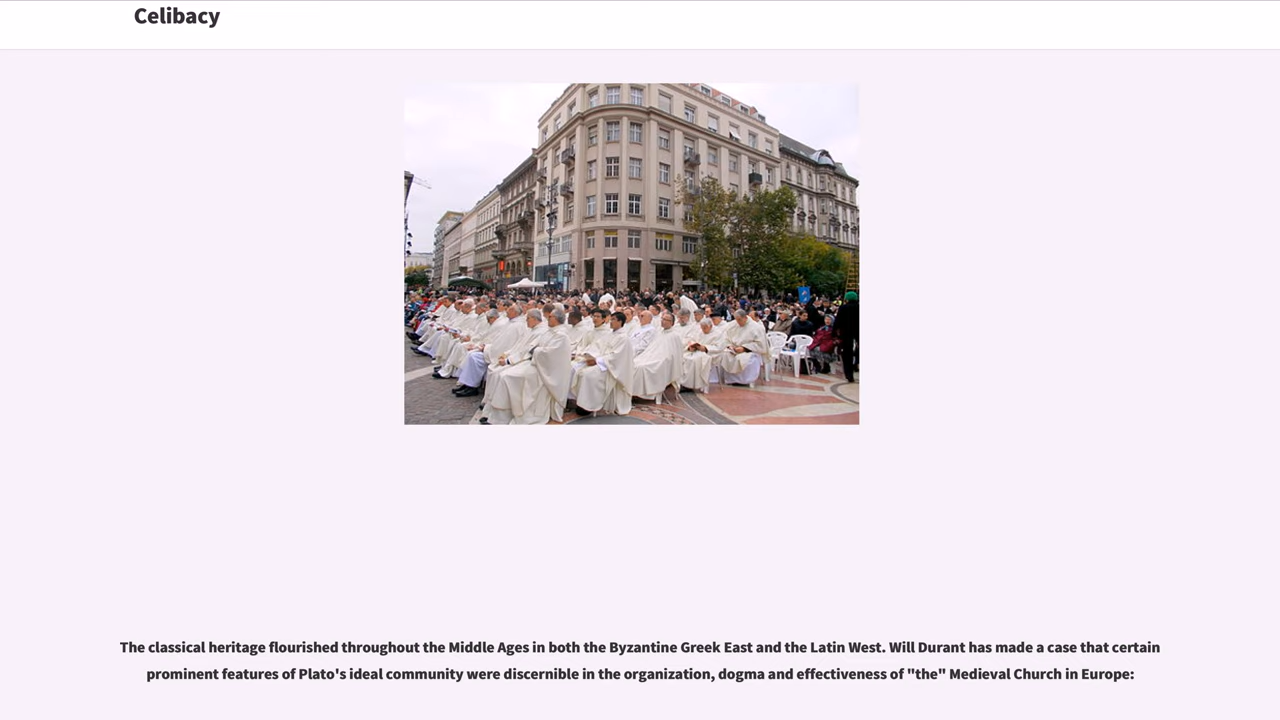 Celibacy
The classical heritage flourished throughout the Middle Ages in both the Byzantine Greek East and the Latin West. Will Durant has made a case that certain
prominent features of Plato's ideal community were discernible in the organization, dogma and effectiveness of "the" Medieval Church in Europe: